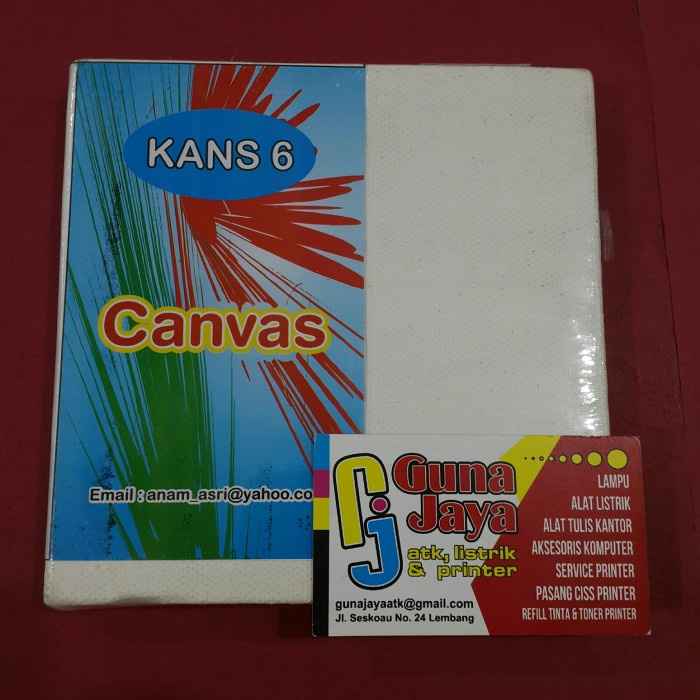 KANS 6
Canvas
Email : anam_asri@yahoo.co
Guna
Jaya
atk, listrik
& printer
gunajayaatk@gmail.com
Jl. Seskoau No. 24 Lembang
LAMPU
ALAT LISTRIK
ALAT TULIS KANTOR
AKSESORIS KOMPUTER
SERVICE PRINTER
PASANG CISS PRINTER
REFILL TINTA & TONER PRINTER